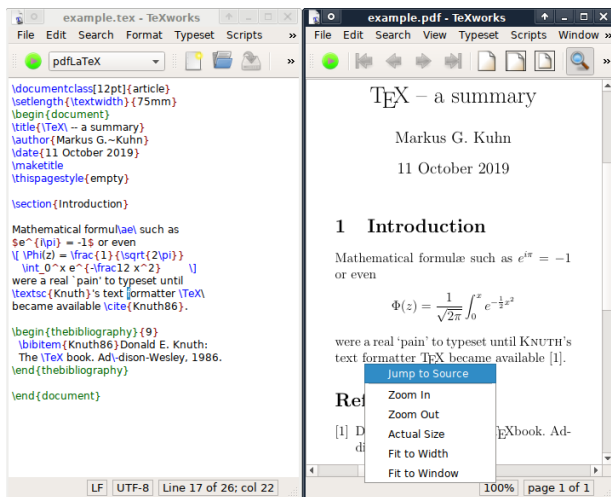 example.tex - TeXworks
File Edit Search Format Typeset Scripts »
pdfLaTeX »
\documentclass[12pt]{article}
\setlength{\textwidth}{75mm}
\begin{document}
\title{\TeX\ -- a summary}
\author{Markus G.~Kuhn}
\date{11 October 2019}
\maketitle
\thispagestyle{empty}
\section{Introduction}
Mathematical formul\ae\ such as
$e^{i\pi} = -1$ or even
\[ \Phi(z) = \frac{1}{\sqrt{2\pi}}
\int_0^x e^{-\frac12 x^2} \]
were a real `pain' to typeset until
\textsc{Knuth}'s text formatter \TeX\
became available \cite{Knuth86}.
\begin{thebibliography}{9}
\bibitem{Knuth86}Donald E. Knuth:
The \TeX book. Ad\-dison-Wesley, 1986.
\end{thebibliography}
\end{document}
LF UTF-8 Line 17 of 26; col 22
example.pdf - TeXworks
File Edit Search View Typeset Scripts Window »
»
TEX – a summary
Markus G. Kuhn
11 October 2019
1 Introduction
Mathematical formulæ such as e^{iπ} = −1
or even
Φ(z) = 1/√2π ∫₀ˣ e^{−½x²}
were a real ‘pain’ to typeset until KNUTH’s
text formatter TEX became available [1].
Jump to Source
Zoom In
Zoom Out
Actual Size
Fit to Width
Fit to Window
Ref
[1] D EXbook. Ad-
di
100% page 1 of 1